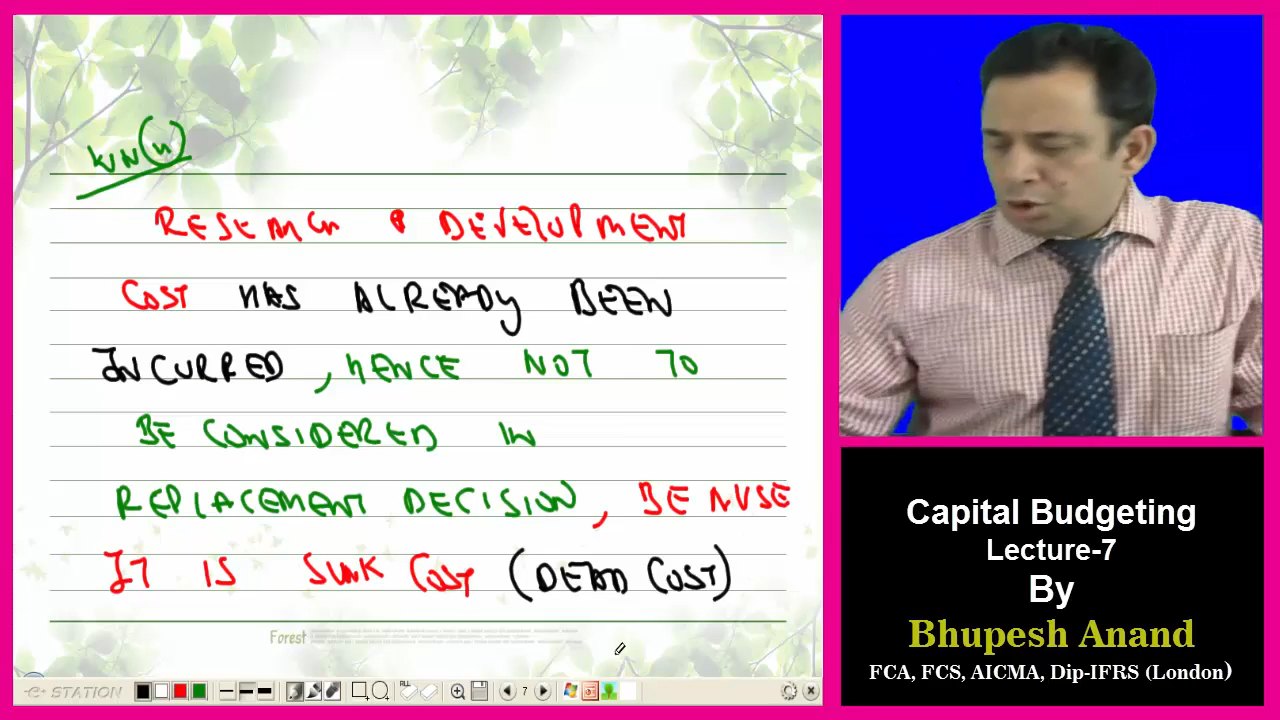 WN(4)
RESEARCH & DEVELOPMENT
COST HAS ALREADY BEEN
INCURRED, HENCE NOT TO
BE CONSIDERED IN
REPLACEMENT DECISION, BECAUSE
IT IS SUNK COST (DEAD COST)
Forest
e-STATION
7
Capital Budgeting
Lecture-7
By
Bhupesh Anand
FCA, FCS, AICMA, Dip-IFRS (London)